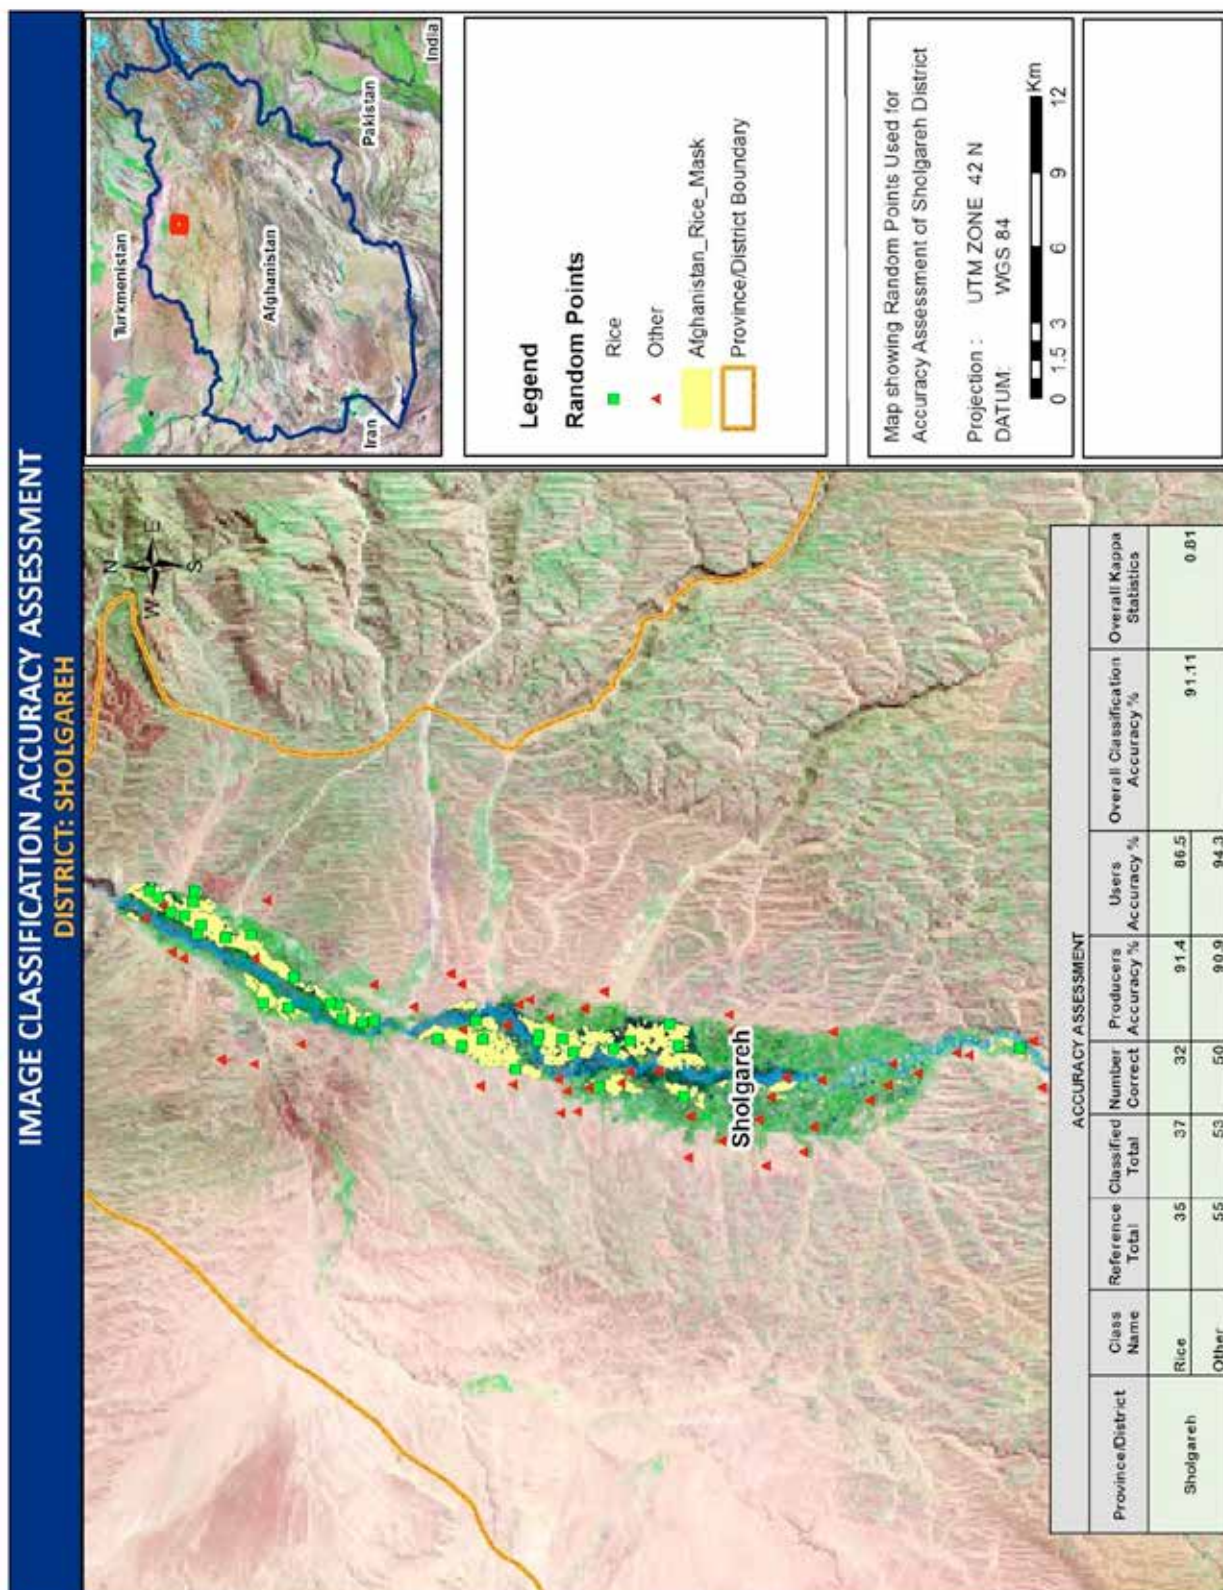 IMAGE CLASSIFICATION ACCURACY ASSESSMENT
DISTRICT: SHOLGAREH
N
W E
S
Sholgareh
Turkmenistan
Afghanistan
Iran
Pakistan
India
Legend
Random Points
Rice
Other
Afghanistan_Rice_Mask
Province/District Boundary
Map showing Random Points Used for
Accuracy Assessment of Sholgareh District
Projection : UTM ZONE 42 N
DATUM: WGS 84
0 1.5 3 6 9 12
Km
ACCURACY ASSESSMENT
Province/District Class Name Reference Total Classified Total Number Correct Producers Accuracy % Users Accuracy % Overall Classification Accuracy % Overall Kappa Statistics
Sholgareh Rice 35 37 32 91.4 86.5 91.11 0.81
Other 55 53 50 90.9 94.3